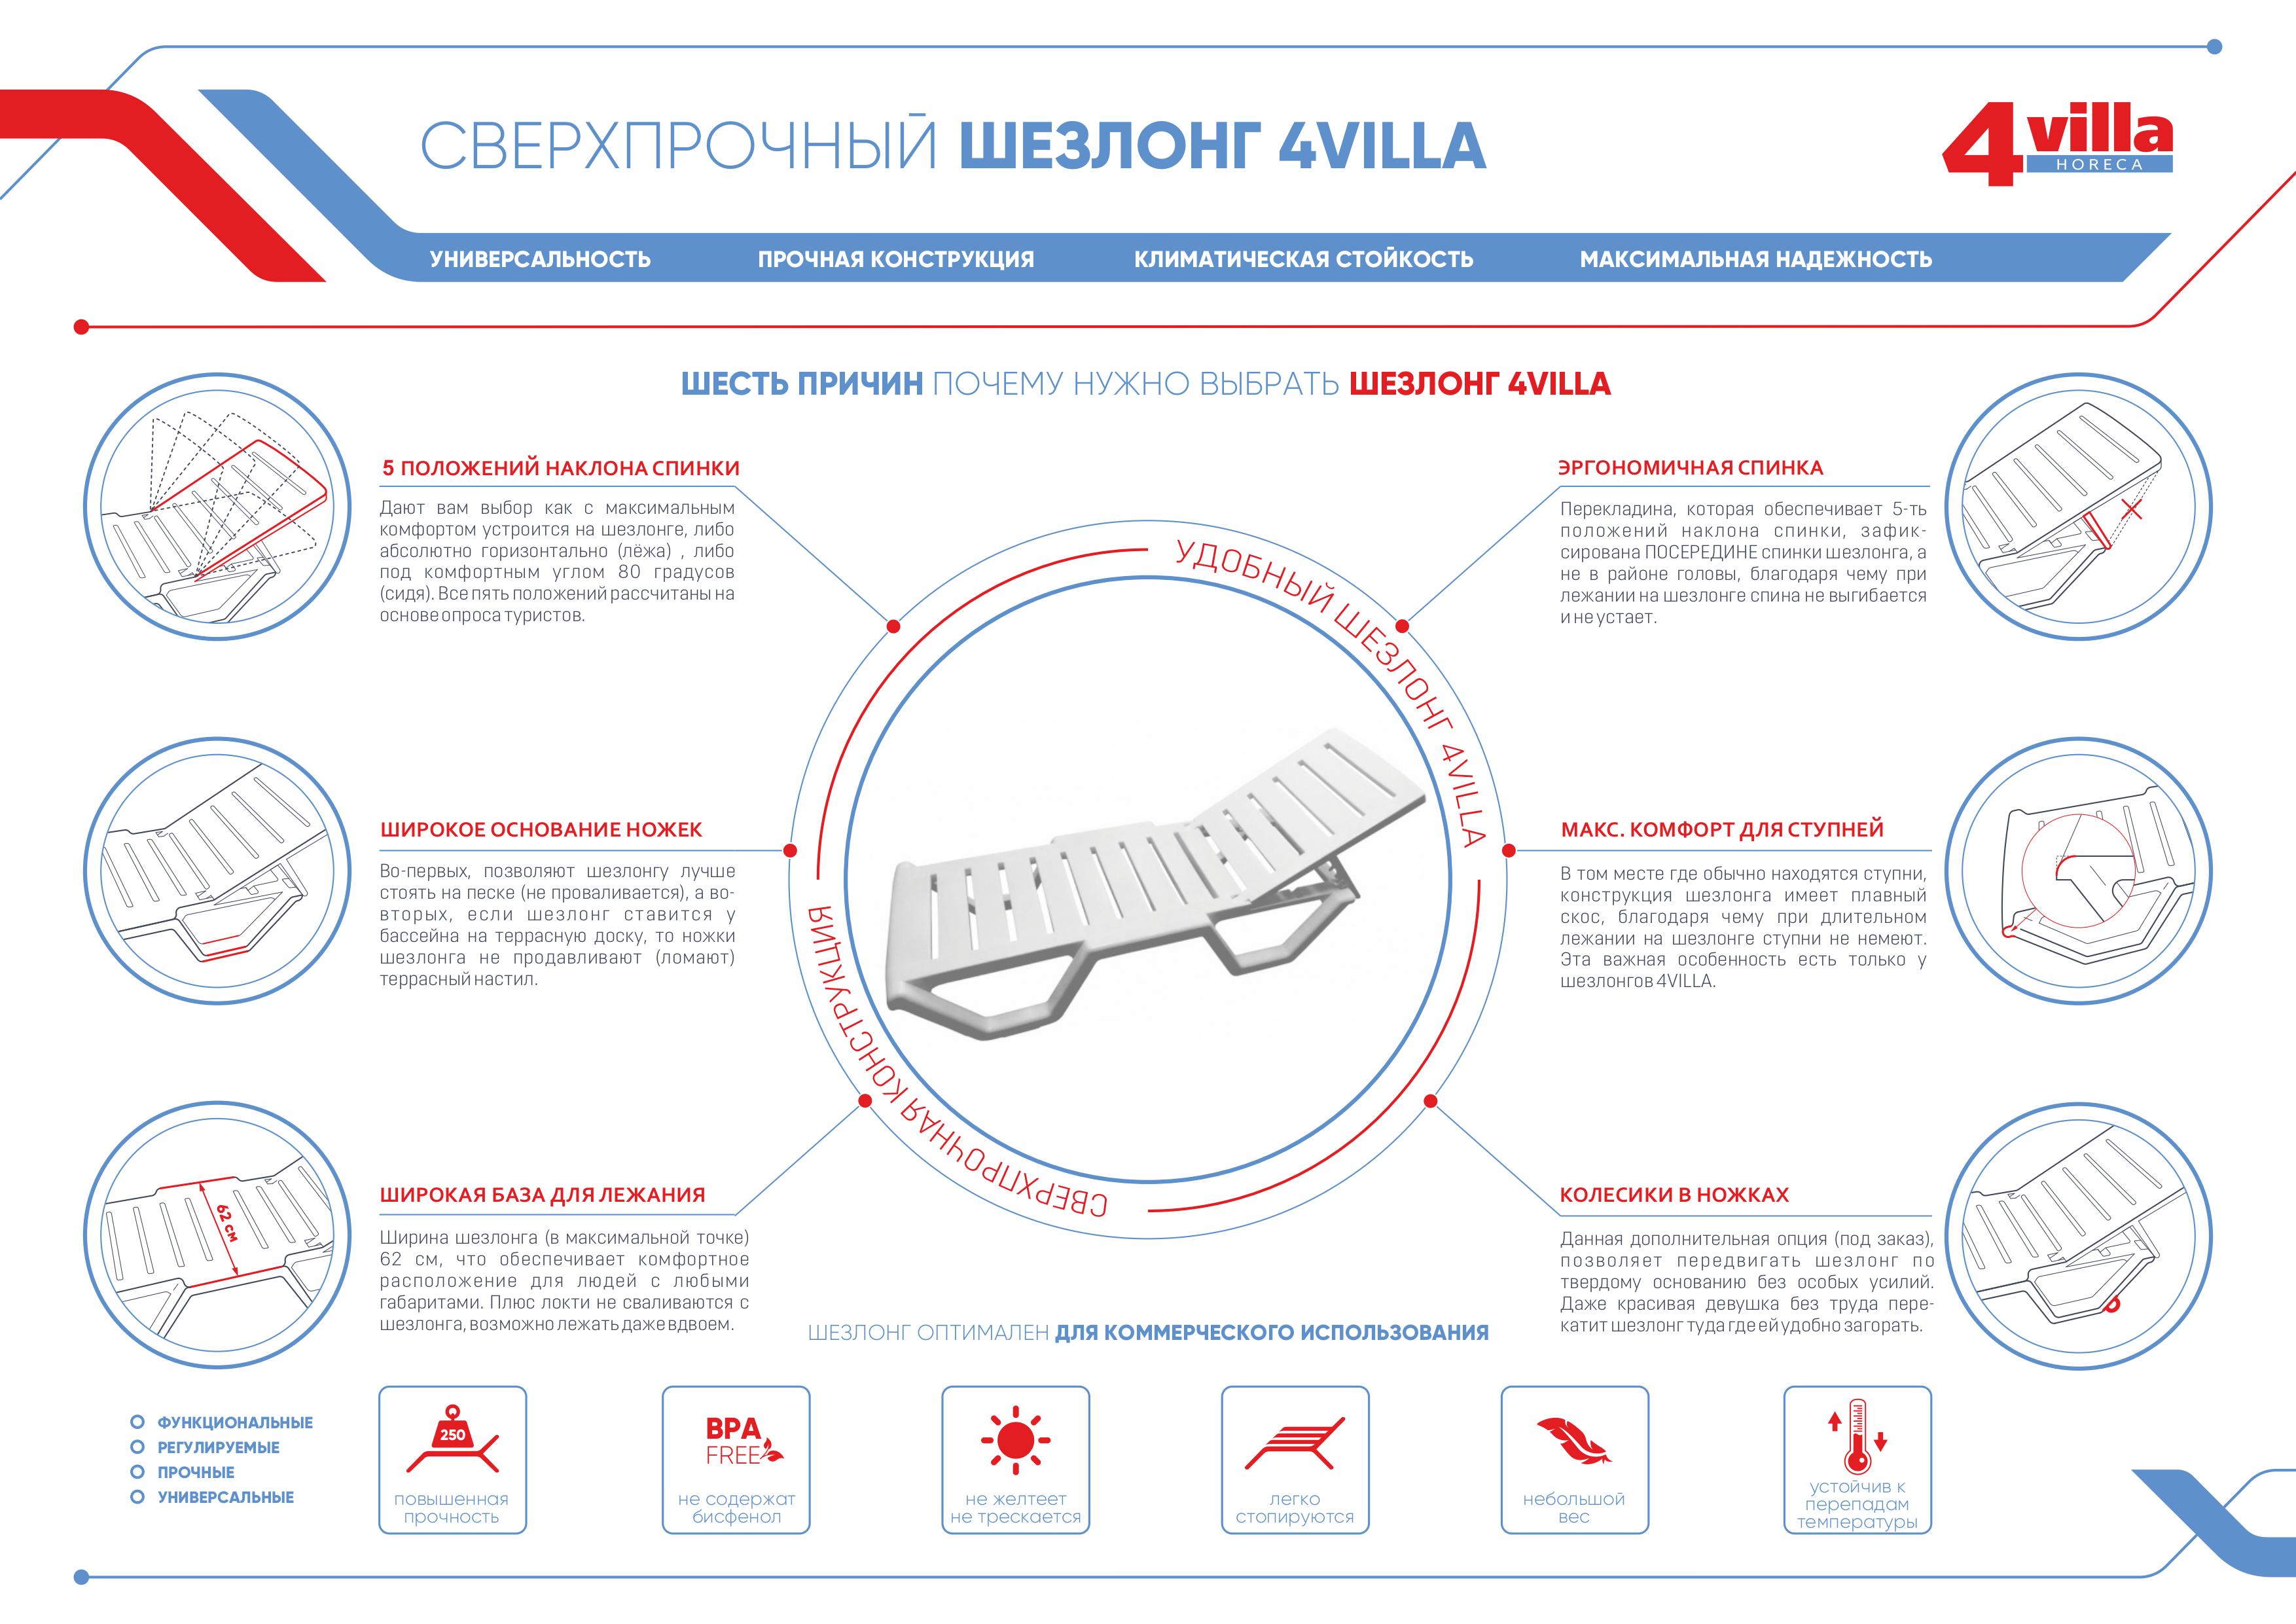 СВЕРХПРОЧНЫЙ ШЕЗЛОНГ 4VILLA
4villa
HORECA
УНИВЕРСАЛЬНОСТЬ ПРОЧНАЯ КОНСТРУКЦИЯ КЛИМАТИЧЕСКАЯ СТОЙКОСТЬ МАКСИМАЛЬНАЯ НАДЕЖНОСТЬ
ШЕСТЬ ПРИЧИН ПОЧЕМУ НУЖНО ВЫБРАТЬ ШЕЗЛОНГ 4VILLA
5 ПОЛОЖЕНИЙ НАКЛОНА СПИНКИ
Дают вам выбор как с максимальным
комфортом устроится на шезлонге, либо
абсолютно горизонтально (лёжа) , либо
под комфортным углом 80 градусов
(сидя). Все пять положений рассчитаны на
основе опроса туристов.
ШИРОКОЕ ОСНОВАНИЕ НОЖЕК
Во-первых, позволяют шезлонгу лучше
стоять на песке (не проваливается), а во-
вторых, если шезлонг ставится у
бассейна на террасную доску, то ножки
шезлонга не продавливают (ломают)
террасный настил.
62 см
ШИРОКАЯ БАЗА ДЛЯ ЛЕЖАНИЯ
Ширина шезлонга (в максимальной точке)
62 см, что обеспечивает комфортное
расположение для людей с любыми
габаритами. Плюс локти не сваливаются с
шезлонга, возможно лежать даже вдвоем.
УДОБНЫЙ ШЕЗЛОНГ 4VILLA
СВЕРХПРОЧНАЯ КОНСТРУКЦИЯ
ЭРГОНОМИЧНАЯ СПИНКА
Перекладина, которая обеспечивает 5-ть
положений наклона спинки, зафик-
сирована ПОСЕРЕДИНЕ спинки шезлонга, а
не в районе головы, благодаря чему при
лежании на шезлонге спина не выгибается
и не устает.
МАКС. КОМФОРТ ДЛЯ СТУПНЕЙ
В том месте где обычно находятся ступни,
конструкция шезлонга имеет плавный
скос, благодаря чему при длительном
лежании на шезлонге ступни не немеют.
Эта важная особенность есть только у
шезлонгов 4VILLA.
КОЛЕСИКИ В НОЖКАХ
Данная дополнительная опция (под заказ),
позволяет передвигать шезлонг по
твердому основанию без особых усилий.
Даже красивая девушка без труда пере-
катит шезлонг туда где ей удобно загорать.
ШЕЗЛОНГ ОПТИМАЛЕН ДЛЯ КОММЕРЧЕСКОГО ИСПОЛЬЗОВАНИЯ
ФУНКЦИОНАЛЬНЫЕ
РЕГУЛИРУЕМЫЕ
ПРОЧНЫЕ
УНИВЕРСАЛЬНЫЕ
250
повышенная
прочность
BPA
FREE
не содержат
бисфенол
не желтеет
не трескается
легко
стопируются
небольшой
вес
устойчив к
перепадам
температуры